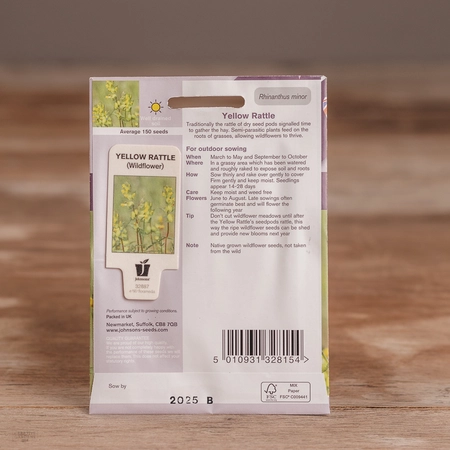 Rhinanthus minor
Average 150 seeds
Yellow Rattle
Traditionally the rattle of dry seed pods signalled time
to gather the hay. Semi-parasitic plants feed on the
roots of grasses, allowing wildflowers to thrive.
YELLOW RATTLE
(Wildflower)
For outdoor sowing
When March to May and September to October
Where In a grassy area which has been watered
and roughly raked to expose soil and roots
How Sow thinly and rake over gently to cover
Firm gently and keep moist. Seedlings
appear 14-28 days
Care Keep moist and weed free
Flowers June to August. Late sowings often
germinate best and will flower the
following year
Tip Don't cut wildflower meadows until after
the Yellow Rattle's seedpods rattle, this
way the ripe wildflower seeds can be shed
and provide new blooms next year
Note Native grown wildflower seeds, not taken
from the wild
Johnsons
Performance subject to growing conditions.
Packed in UK
Newmarket, Suffolk, CB8 7QB
www.johnsons-seeds.com
5 010931 328154 >
Sow by
2025 B
FSC
MIX
Paper